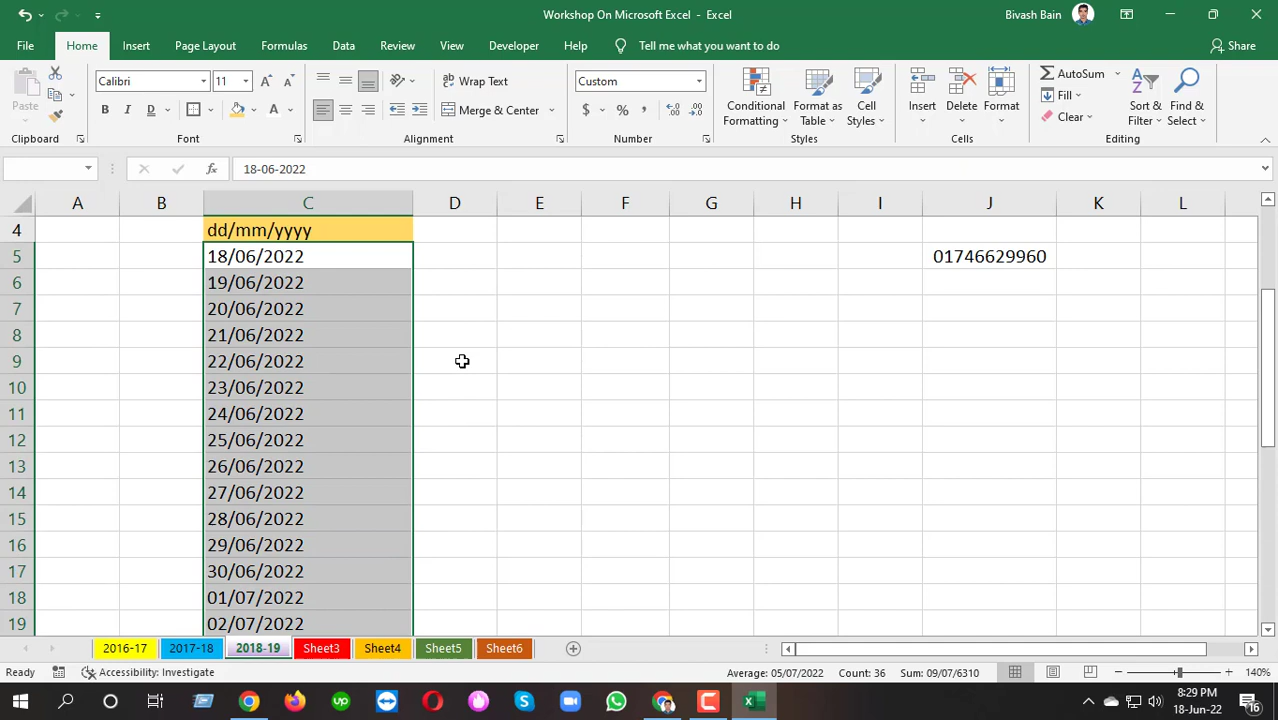 Workshop On Microsoft Excel - Excel
Bivash Bain
File Home Insert Page Layout Formulas Data Review View Developer Help Tell me what you want to do Share
Paste
Calibri 11
B I D A
Wrap Text
Merge & Center
Custom
$ % ,
Conditional Formatting
Format as Table
Cell Styles
Insert
Delete
Format
AutoSum
Fill
Clear
Sort & Filter
Find & Select
Clipboard Font Alignment Number Styles Cells Editing
fx 18-06-2022
A B C D E F G H I J K L
4 dd/mm/yyyy
5 18/06/2022 01746629960
6 19/06/2022
7 20/06/2022
8 21/06/2022
9 22/06/2022
10 23/06/2022
11 24/06/2022
12 25/06/2022
13 26/06/2022
14 27/06/2022
15 28/06/2022
16 29/06/2022
17 30/06/2022
18 01/07/2022
19 02/07/2022
2016-17 2017-18 2018-19 Sheet3 Sheet4 Sheet5 Sheet6
Ready Accessibility: Investigate Average: 05/07/2022 Count: 36 Sum: 09/07/6310 140%
up
8:29 PM
18-Jun-22
16